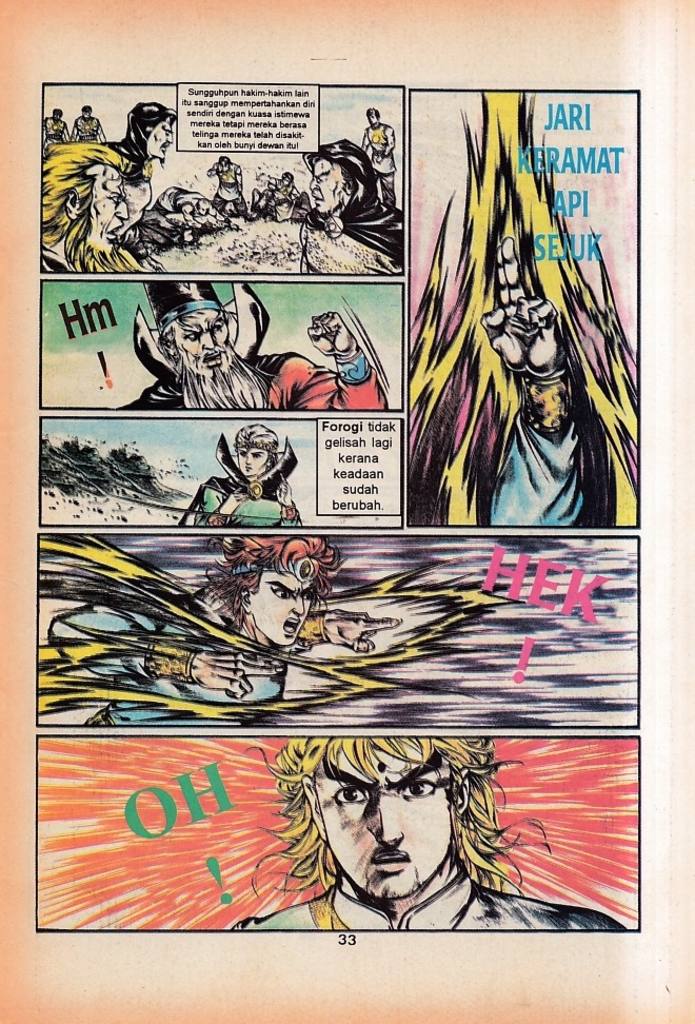 Sungguhpun hakim-hakim lain
itu sanggup mempertahankan diri
sendiri dengan kuasa istimewa
mereka tetapi mereka berasa
telinga mereka telah disakit-
kan oleh bunyi dewan itu!
JARI
KERAMAT
API
SEJUK
Hm
!
Forogi tidak
gelisah lagi
kerana
keadaan
sudah
berubah.
HEK
!
OH
!
33